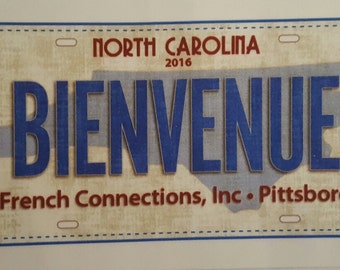 NORTH CAROLINA
2016
BIENVENUE
French Connections, Inc • Pittsboro